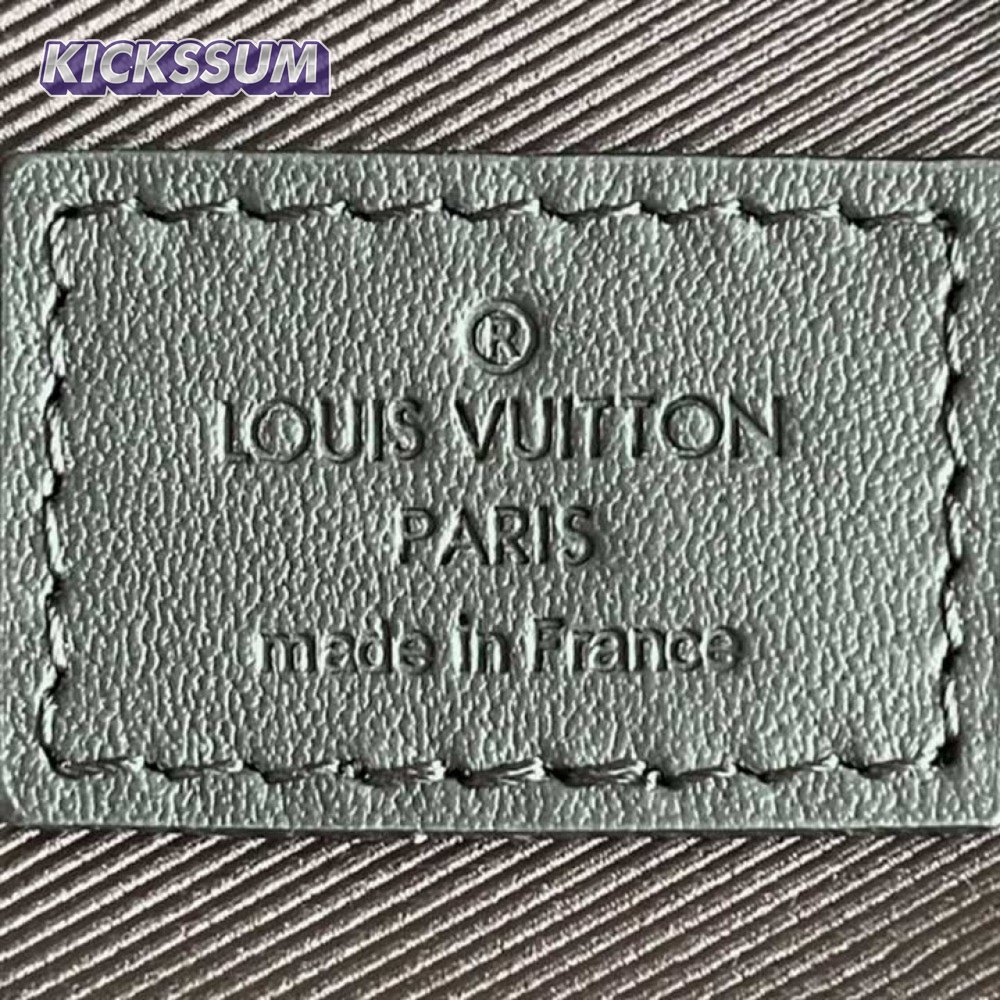 KICKSSUM
®
LOUIS VUITTON
PARIS
made in France